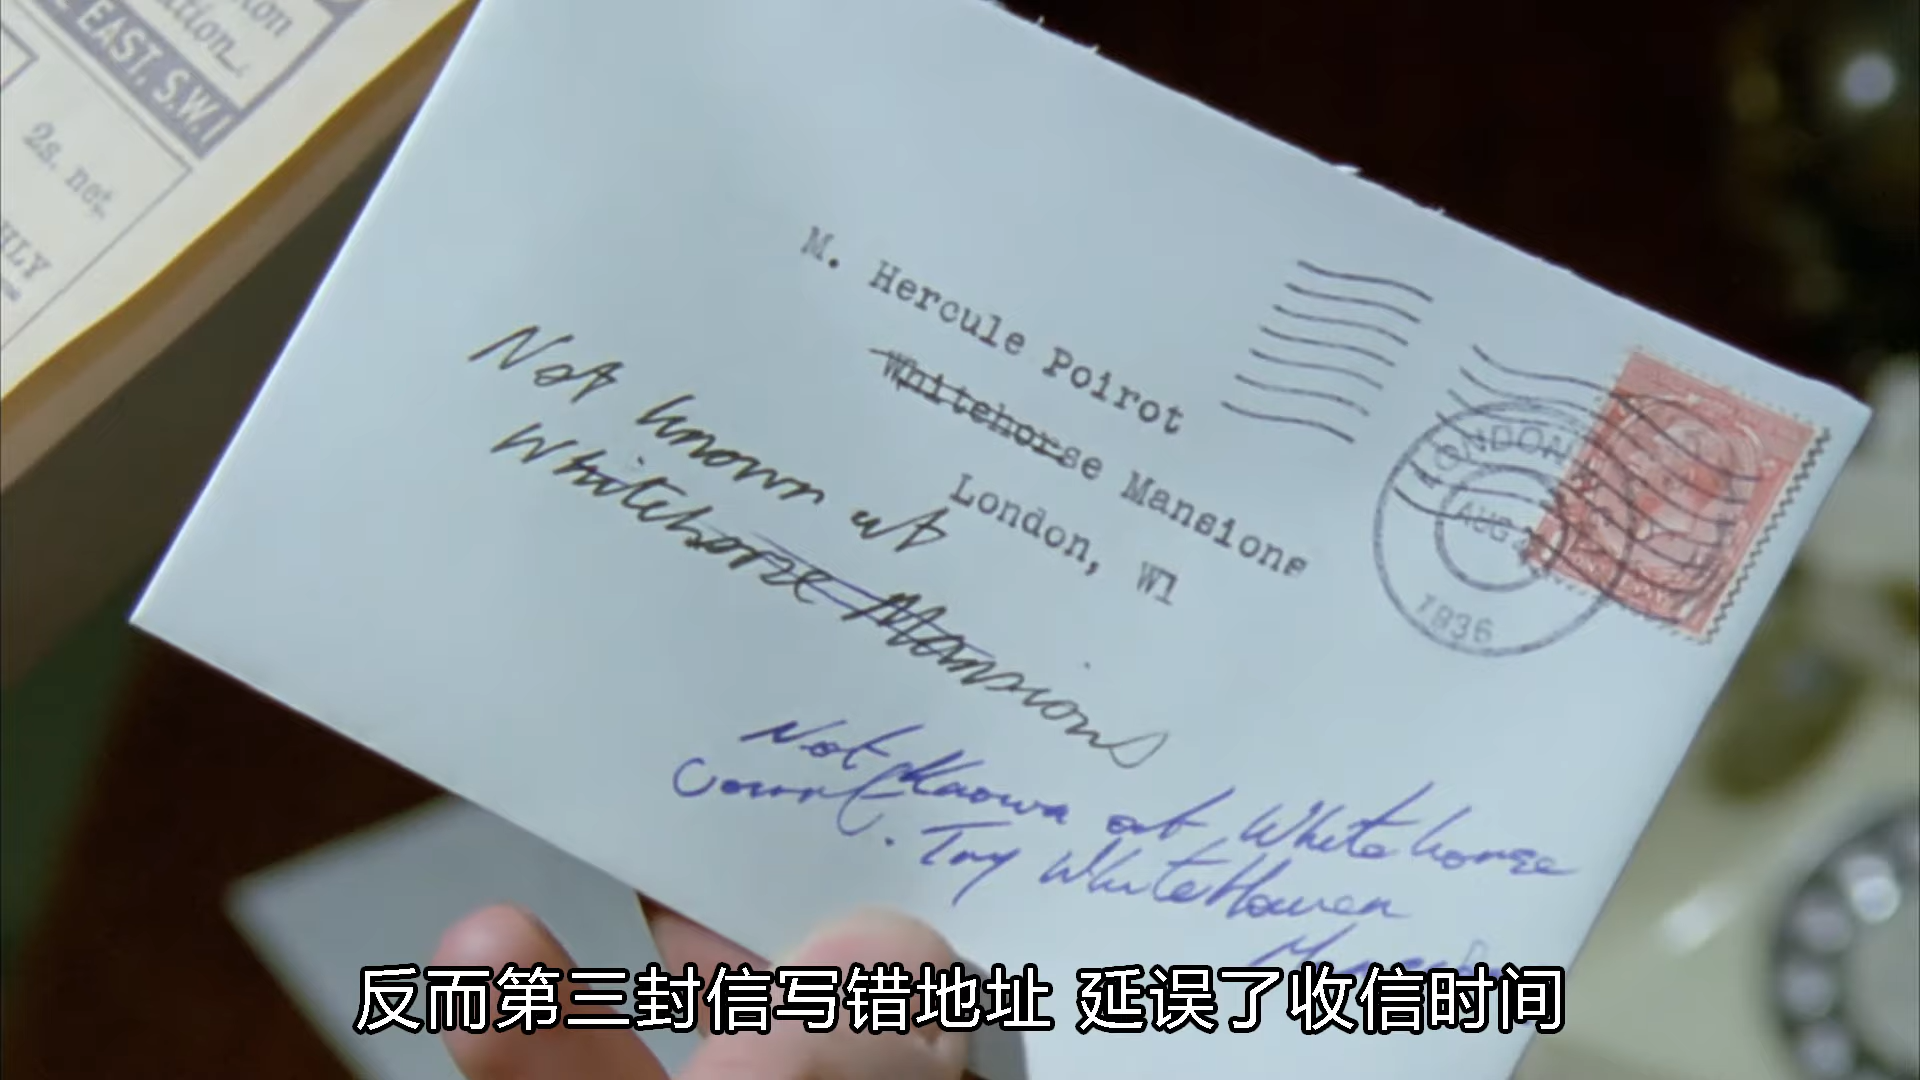 EAST, S.W.1
2s. net.
M. Hercule Poirot
Whitehorse Mansions
London, W1
LONDON
AUG
1936
Not known at
Whitehorse Mansions
Not Known at Whitehorse
Court. Try WhiteHaven
反而第三封信写错地址 延误了收信时间